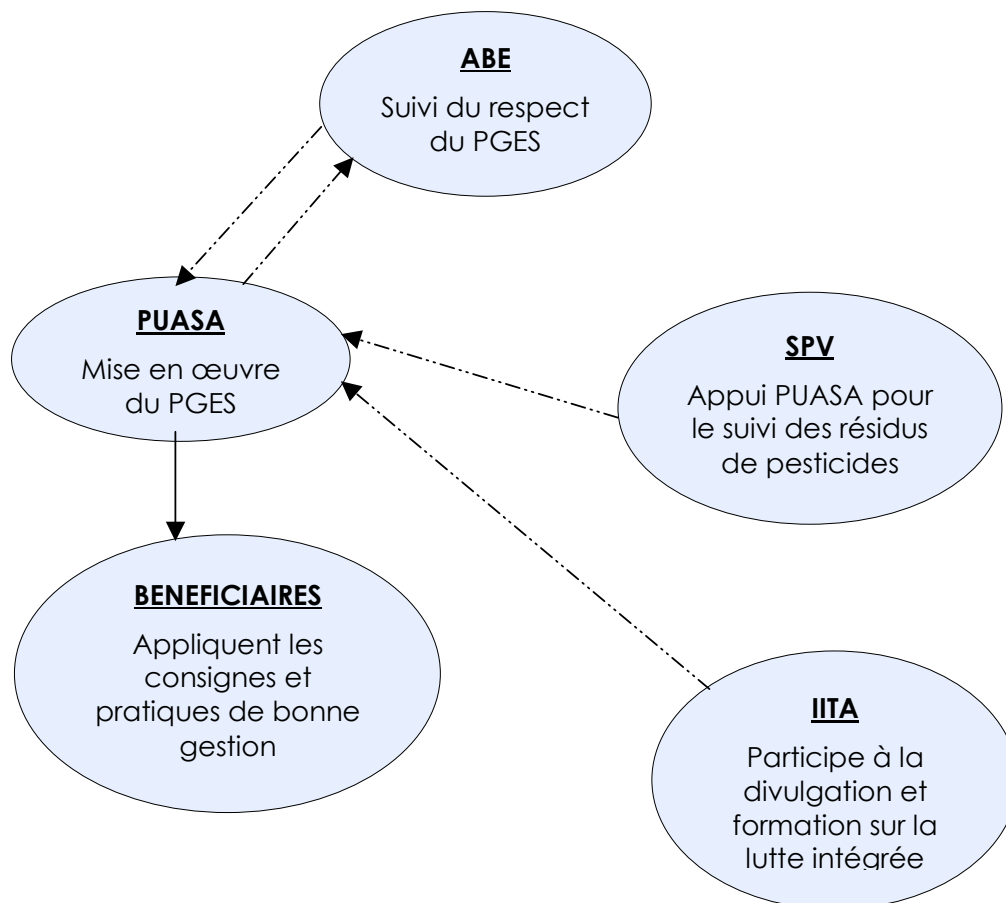 ABE
Suivi du respect
du PGES
PUASA
Mise en œuvre
du PGES
SPV
Appui PUASA pour
le suivi des résidus
de pesticides
BENEFICIAIRES
Appliquent les
consignes et
pratiques de bonne
gestion
IITA
Participe à la
divulgation et
formation sur la
lutte intégrée